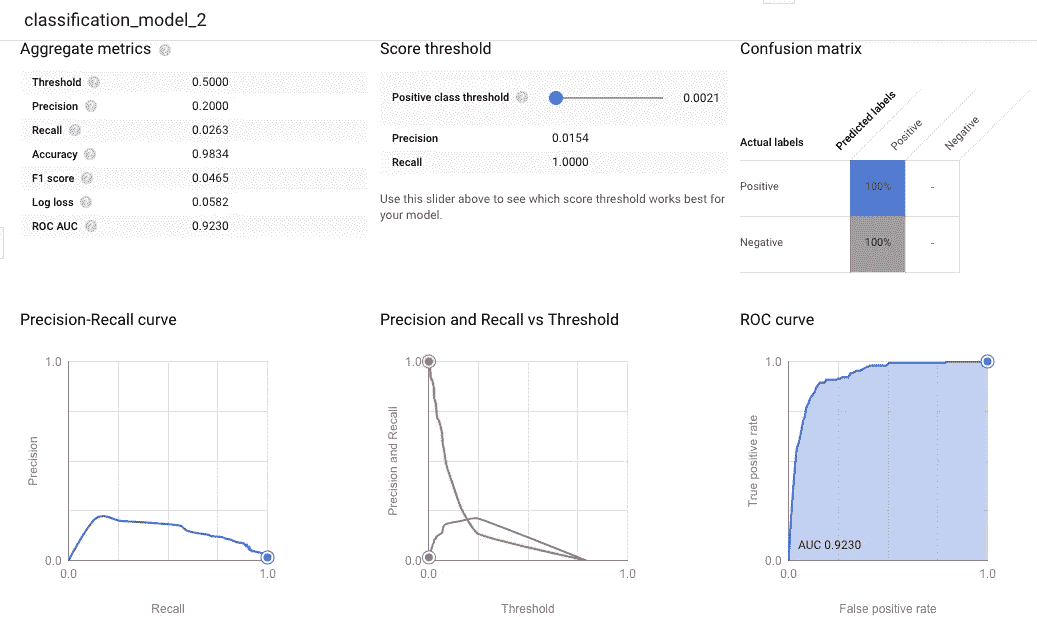 classification_model_2
Aggregate metrics
Threshold 0.5000
Precision 0.2000
Recall 0.0263
Accuracy 0.9834
F1 score 0.0465
Log loss 0.0582
ROC AUC 0.9230
Score threshold
Positive class threshold 0.0021
Precision 0.0154
Recall 1.0000
Use this slider above to see which score threshold works best for
your model.
Confusion matrix
Predicted labels
Actual labels Positive Negative
Positive 100% -
Negative 100% -
Precision-Recall curve
1.0
Precision
0.0
0.0 1.0
Recall
Precision and Recall vs Threshold
1.0
Precision and Recall
0.0
0.0 1.0
Threshold
ROC curve
1.0
True positive rate
AUC 0.9230
0.0
0.0 1.0
False positive rate